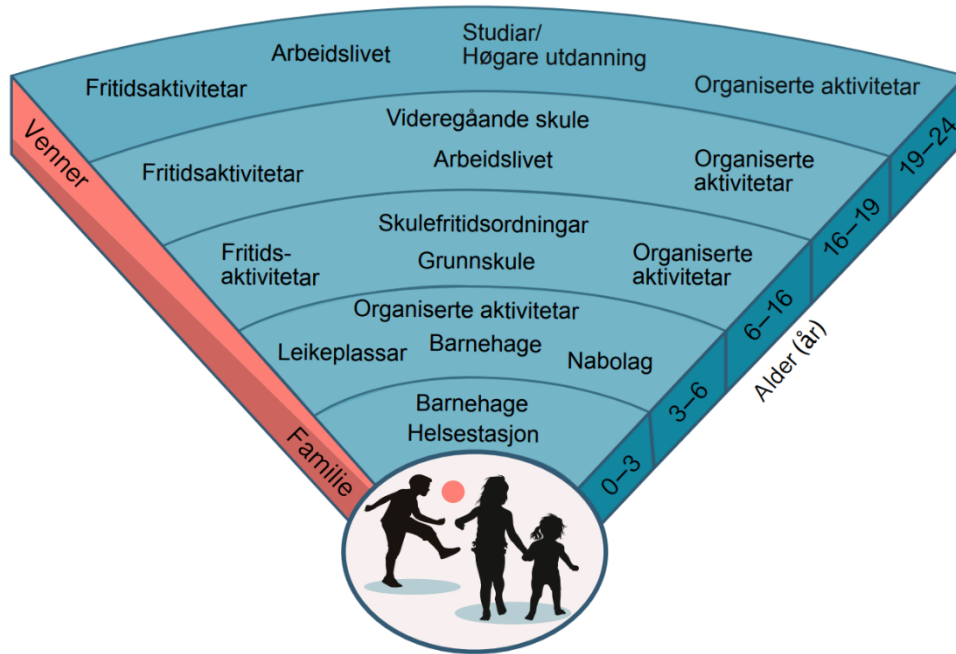 Studiar/
Høgare utdanning
Arbeidslivet
Fritidsaktivitetar
Organiserte aktivitetar
19–24
Venner
Videregåande skule
Arbeidslivet
Fritidsaktivitetar
Organiserte
aktivitetar
16–19
Skulefritidsordningar
Fritids-
aktivitetar
Grunnskule
Organiserte
aktivitetar
6–16
Alder (år)
Organiserte aktivitetar
Leikeplassar
Barnehage
Nabolag
3–6
Barnehage
Helsestasjon
Familie
0–3